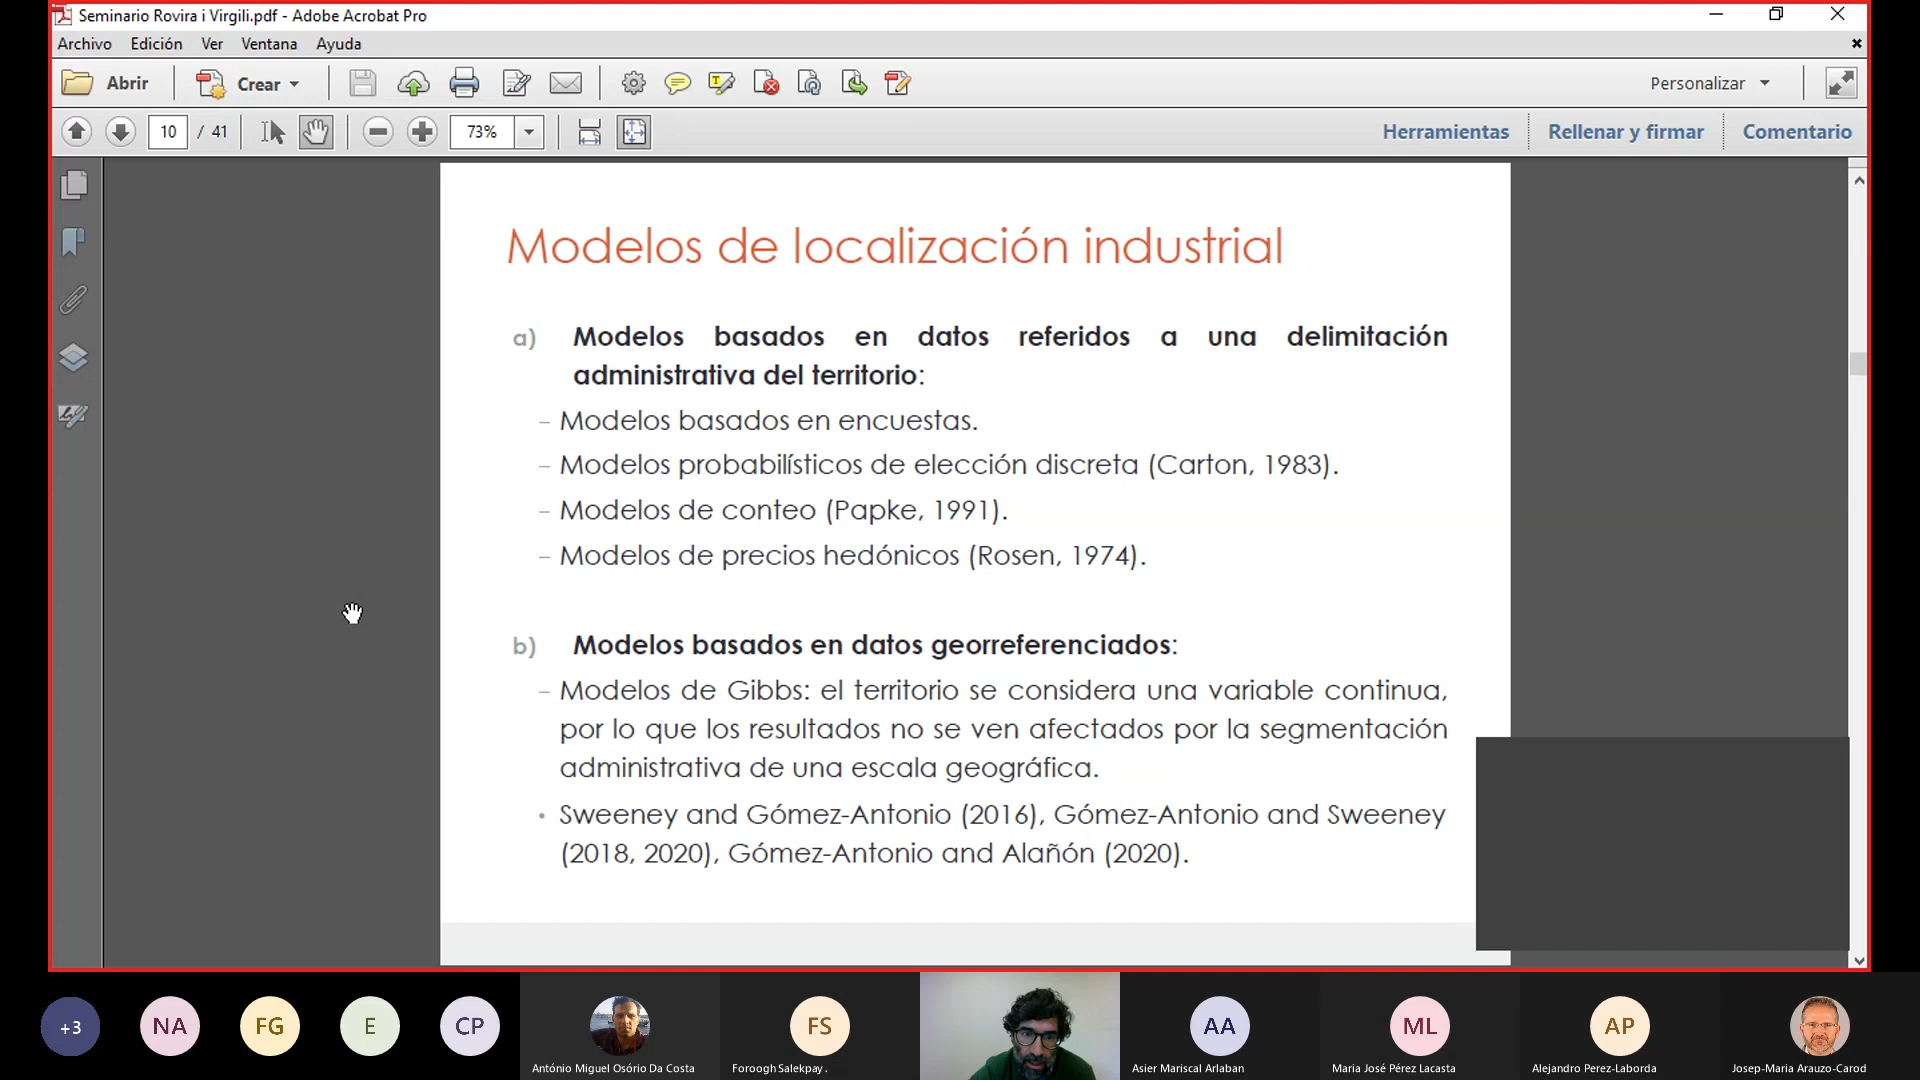 Seminario Rovira i Virgili.pdf - Adobe Acrobat Pro
Archivo Edición Ver Ventana Ayuda
Abrir Crear Personalizar
10 / 41 73% Herramientas Rellenar y firmar Comentario
Modelos de localización industrial
a) Modelos basados en datos referidos a una delimitación
administrativa del territorio:
– Modelos basados en encuestas.
– Modelos probabilísticos de elección discreta (Carton, 1983).
– Modelos de conteo (Papke, 1991).
– Modelos de precios hedónicos (Rosen, 1974).
b) Modelos basados en datos georreferenciados:
– Modelos de Gibbs: el territorio se considera una variable continua,
por lo que los resultados no se ven afectados por la segmentación
administrativa de una escala geográfica.
• Sweeney and Gómez-Antonio (2016), Gómez-Antonio and Sweeney
(2018, 2020), Gómez-Antonio and Alañón (2020).
+3 NA FG E CP FS AA ML AP
António Miguel Osório Da Costa Foroogh Salekpay . Asier Mariscal Arlaban Maria José Pérez Lacasta Alejandro Perez-Laborda Josep-Maria Arauzo-Carod